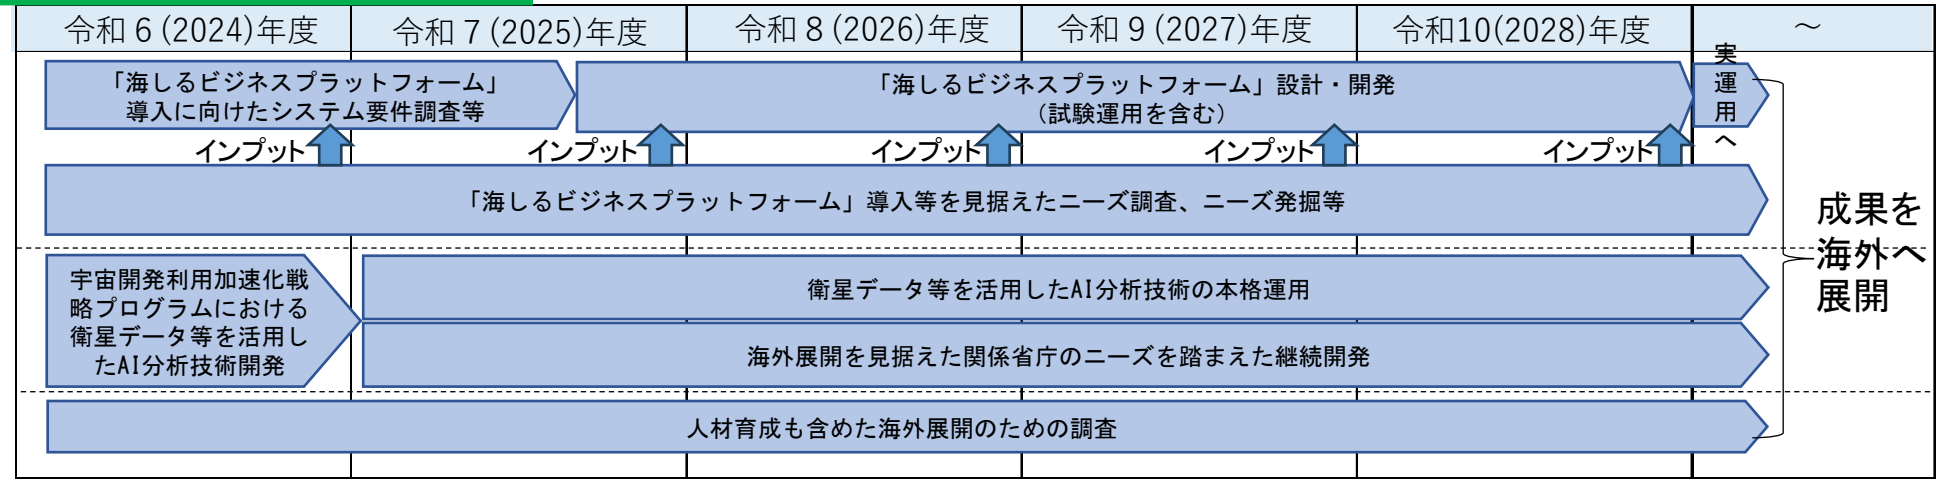 令和６(2024)年度
令和７(2025)年度
令和８(2026)年度
令和９(2027)年度
令和10(2028)年度
～
「海しるビジネスプラットフォーム」
導入に向けたシステム要件調査等
「海しるビジネスプラットフォーム」設計・開発
（試験運用を含む）
実運用へ
インプット
インプット
インプット
インプット
インプット
「海しるビジネスプラットフォーム」導入等を見据えたニーズ調査、ニーズ発掘等
宇宙開発利用加速化戦
略プログラムにおける
衛星データ等を活用し
たAI分析技術開発
衛星データ等を活用したAI分析技術の本格運用
海外展開を見据えた関係省庁のニーズを踏まえた継続開発
人材育成も含めた海外展開のための調査
成果を
海外へ
展開